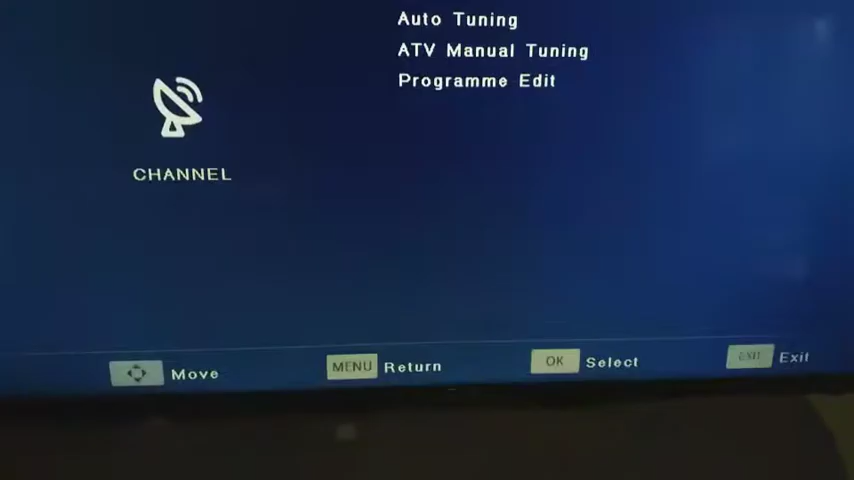 Auto Tuning
ATV Manual Tuning
Programme Edit
CHANNEL
Move
MENU Return
OK Select
EXIT Exit